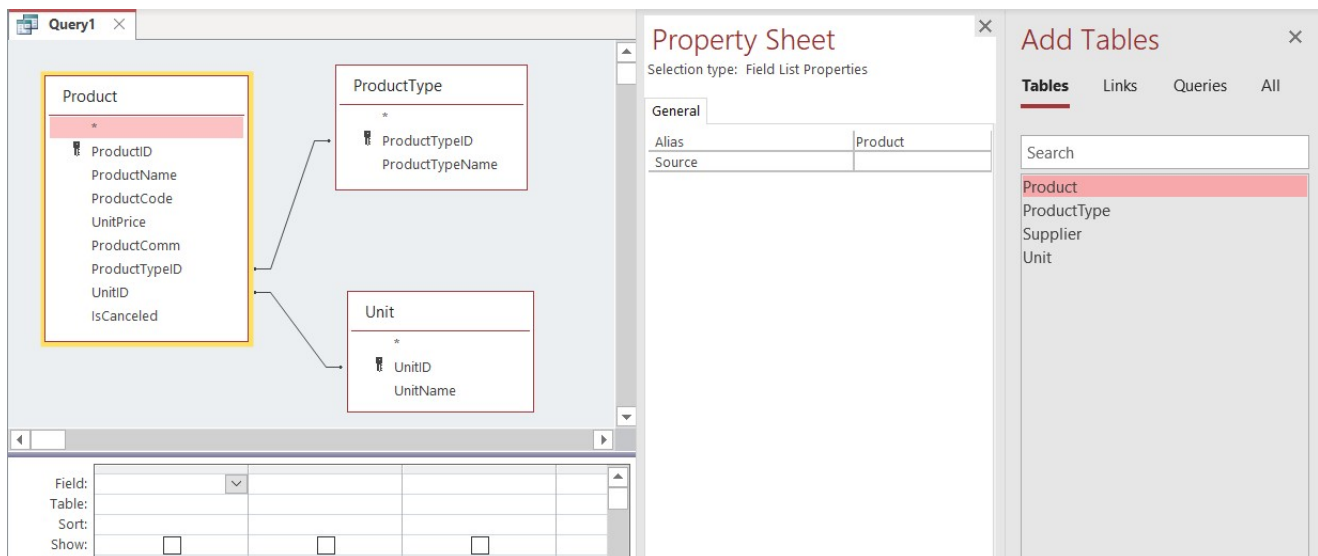 Query1
Product
*
ProductID
ProductName
ProductCode
UnitPrice
ProductComm
ProductTypeID
UnitID
IsCanceled
ProductType
*
ProductTypeID
ProductTypeName
Unit
*
UnitID
UnitName
Field:
Table:
Sort:
Show:
Property Sheet
Selection type: Field List Properties
General
Alias Product
Source
Add Tables
Tables Links Queries All
Search
Product
ProductType
Supplier
Unit